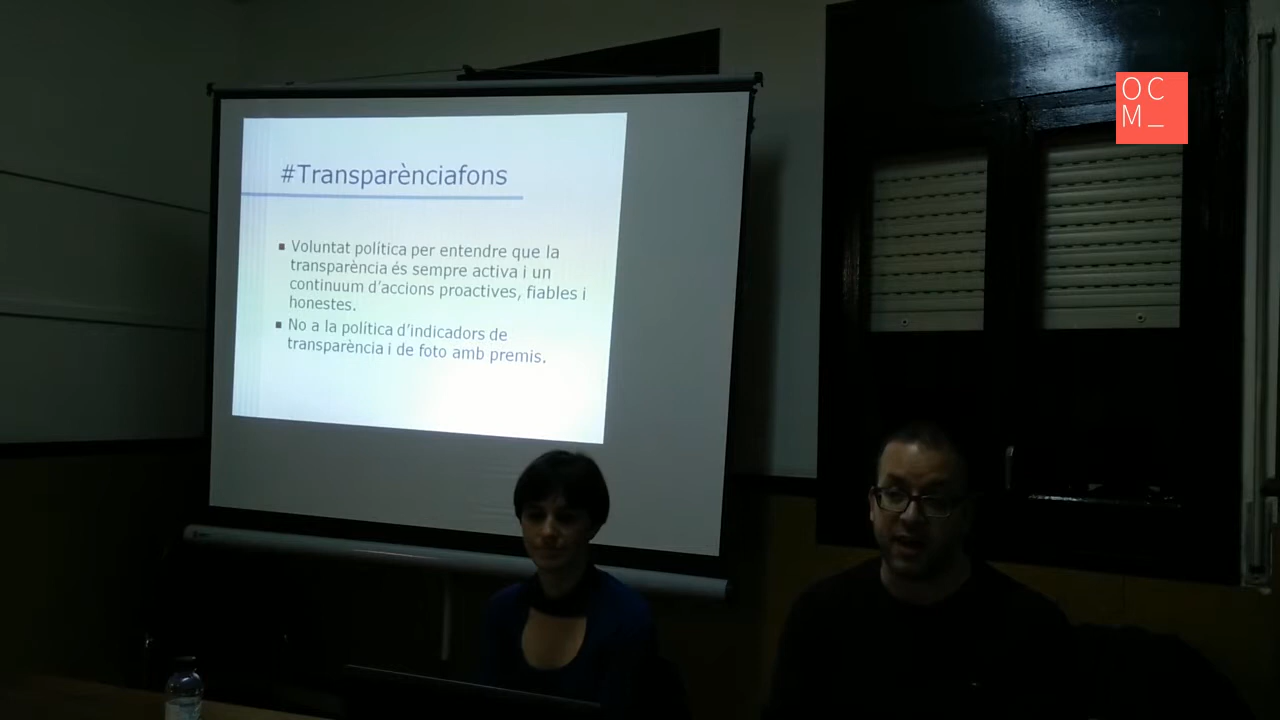 #Transparènciafons
Voluntat política per entendre que la
transparència és sempre activa i un
continuum d'accions proactives, fiables i
honestes.
No a la política d'indicadors de
transparència i de foto amb premis.
OC
M_